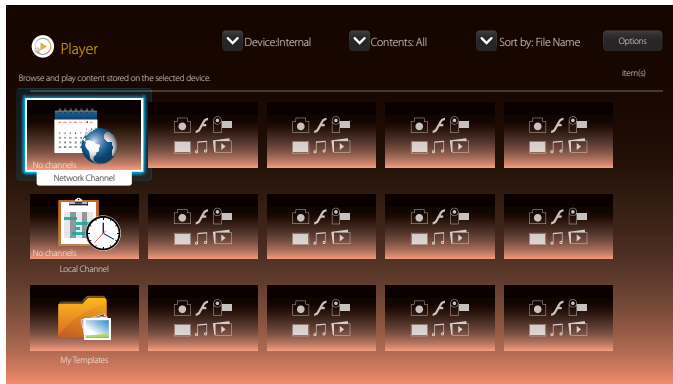 Player
Device:Internal
Contents: All
Sort by: File Name
Options
Browse and play content stored on the selected device.
item(s)
No channels
Network Channel
No channels
Local Channel
My Templates